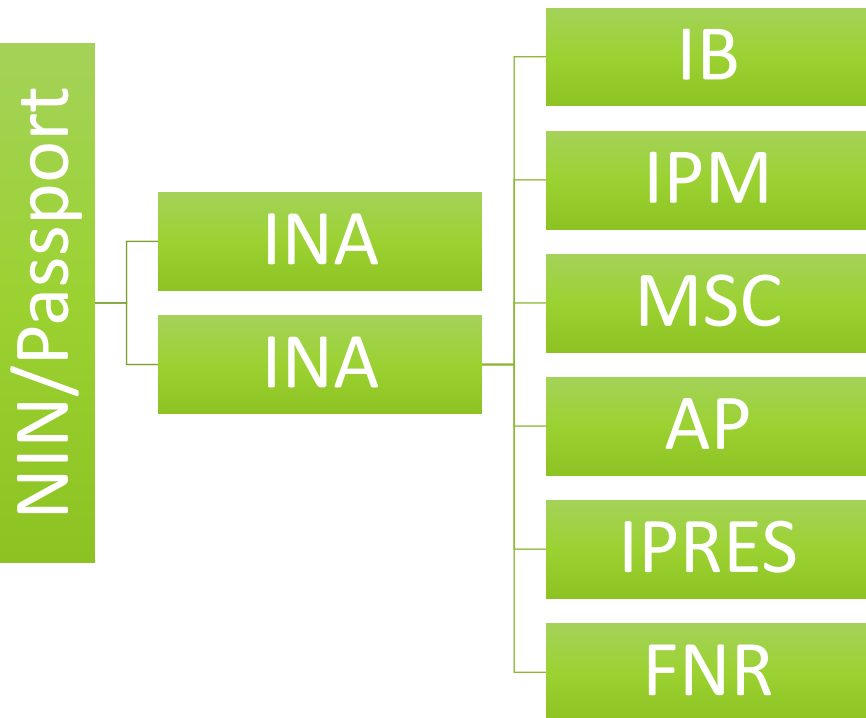 NIN/Passport
INA
INA
IB
IPM
MSC
AP
IPRES
FNR